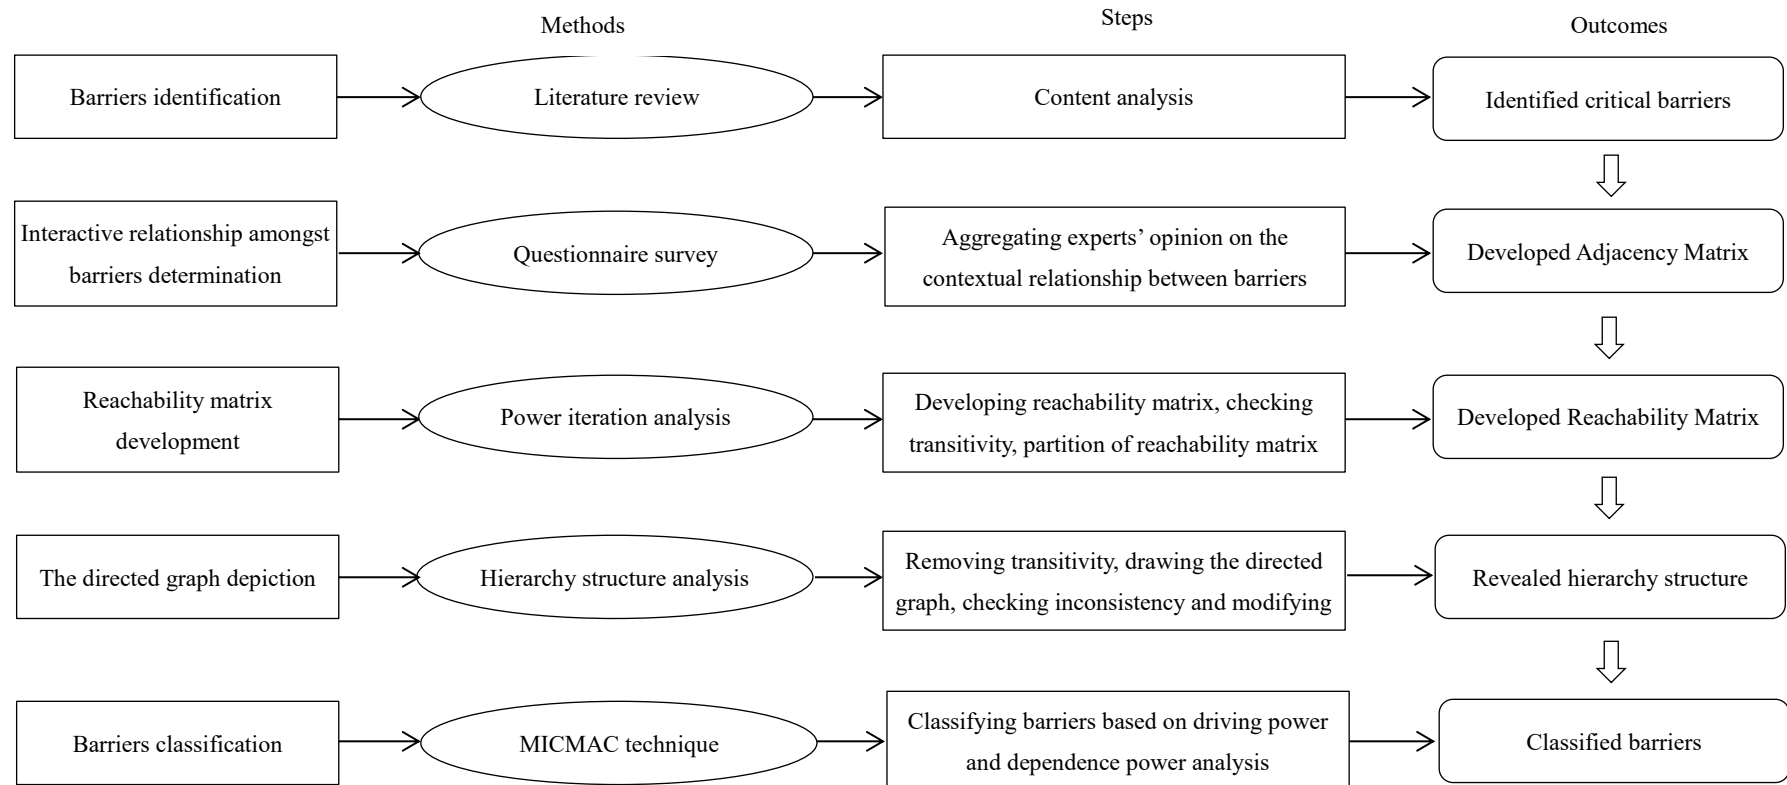 Methods
Steps
Outcomes
Barriers identification
Literature review
Content analysis
Identified critical barriers
Interactive relationship amongst
barriers determination
Questionnaire survey
Aggregating experts’ opinion on the
contextual relationship between barriers
Developed Adjacency Matrix
Reachability matrix
development
Power iteration analysis
Developing reachability matrix, checking
transitivity, partition of reachability matrix
Developed Reachability Matrix
The directed graph depiction
Hierarchy structure analysis
Removing transitivity, drawing the directed
graph, checking inconsistency and modifying
Revealed hierarchy structure
Barriers classification
MICMAC technique
Classifying barriers based on driving power
and dependence power analysis
Classified barriers